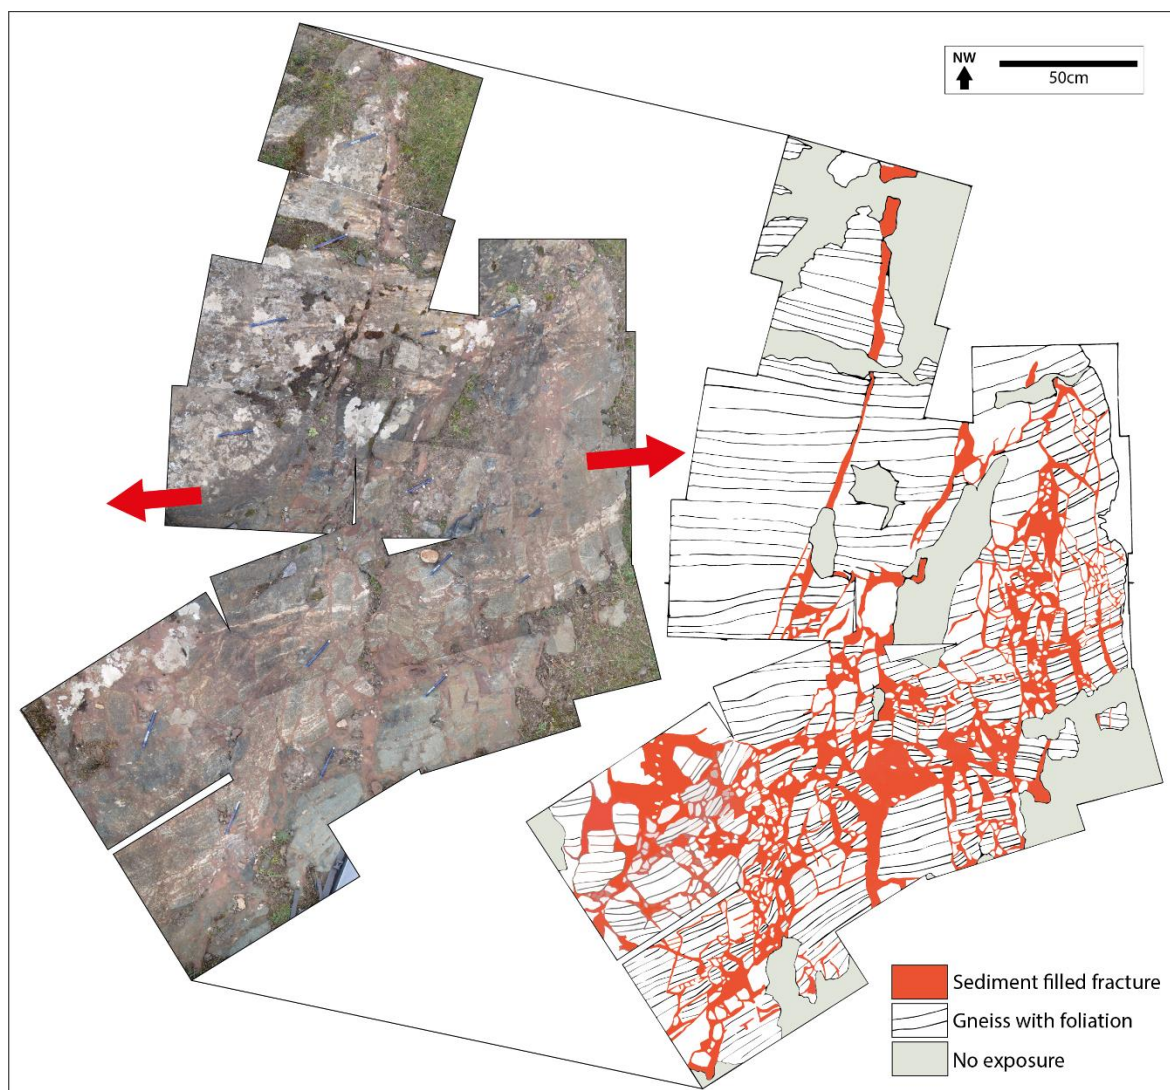 NW
50cm
Sediment filled fracture
Gneiss with foliation
No exposure